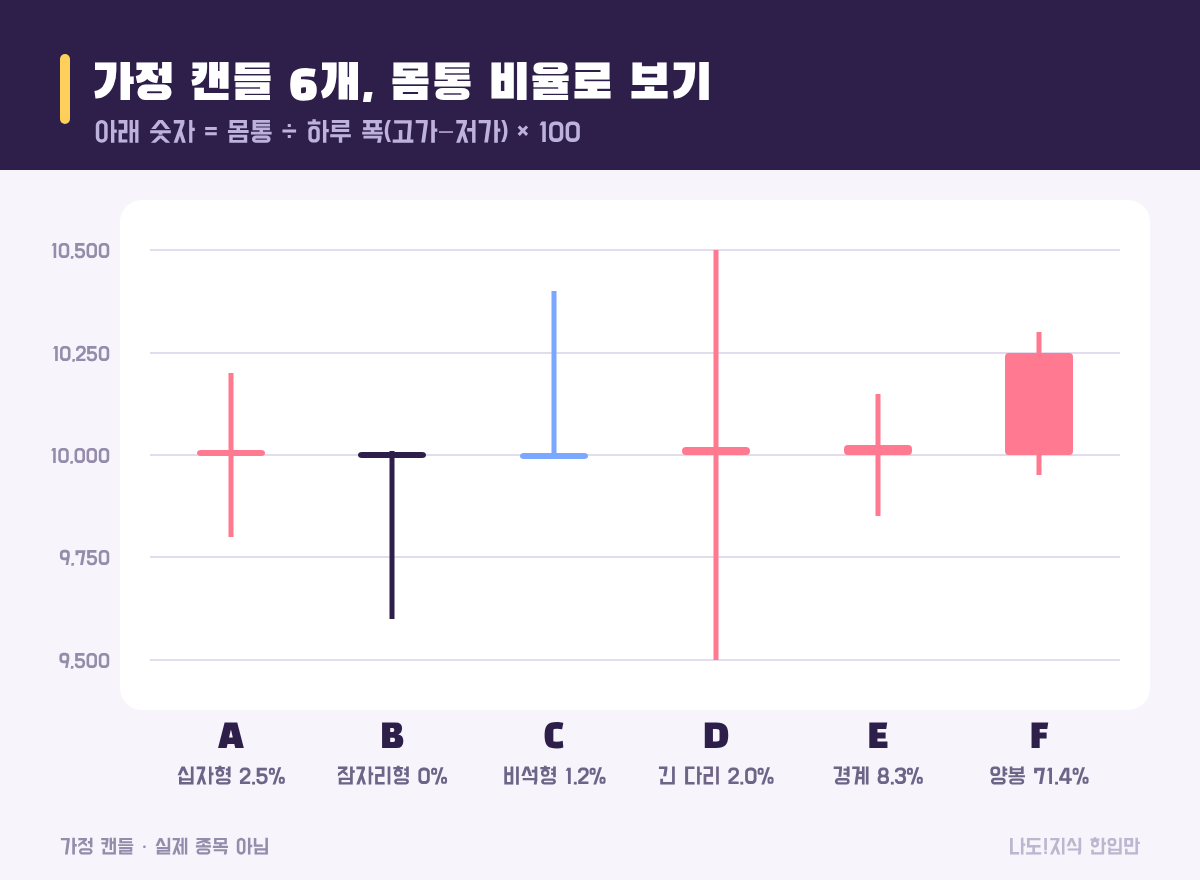 가정 캔들 6개, 몸통 비율로 보기
아래 숫자 = 몸통 ÷ 하루 폭(고가−저가) × 100
10,500
10,250
10,000
9,750
9,500
A B C D E F
십자형 2.5% 잠자리형 0% 비석형 1.2% 긴 다리 2.0% 경계 8.3% 양봉 71.4%
가정 캔들 · 실제 종목 아님
나도!지식 한입만